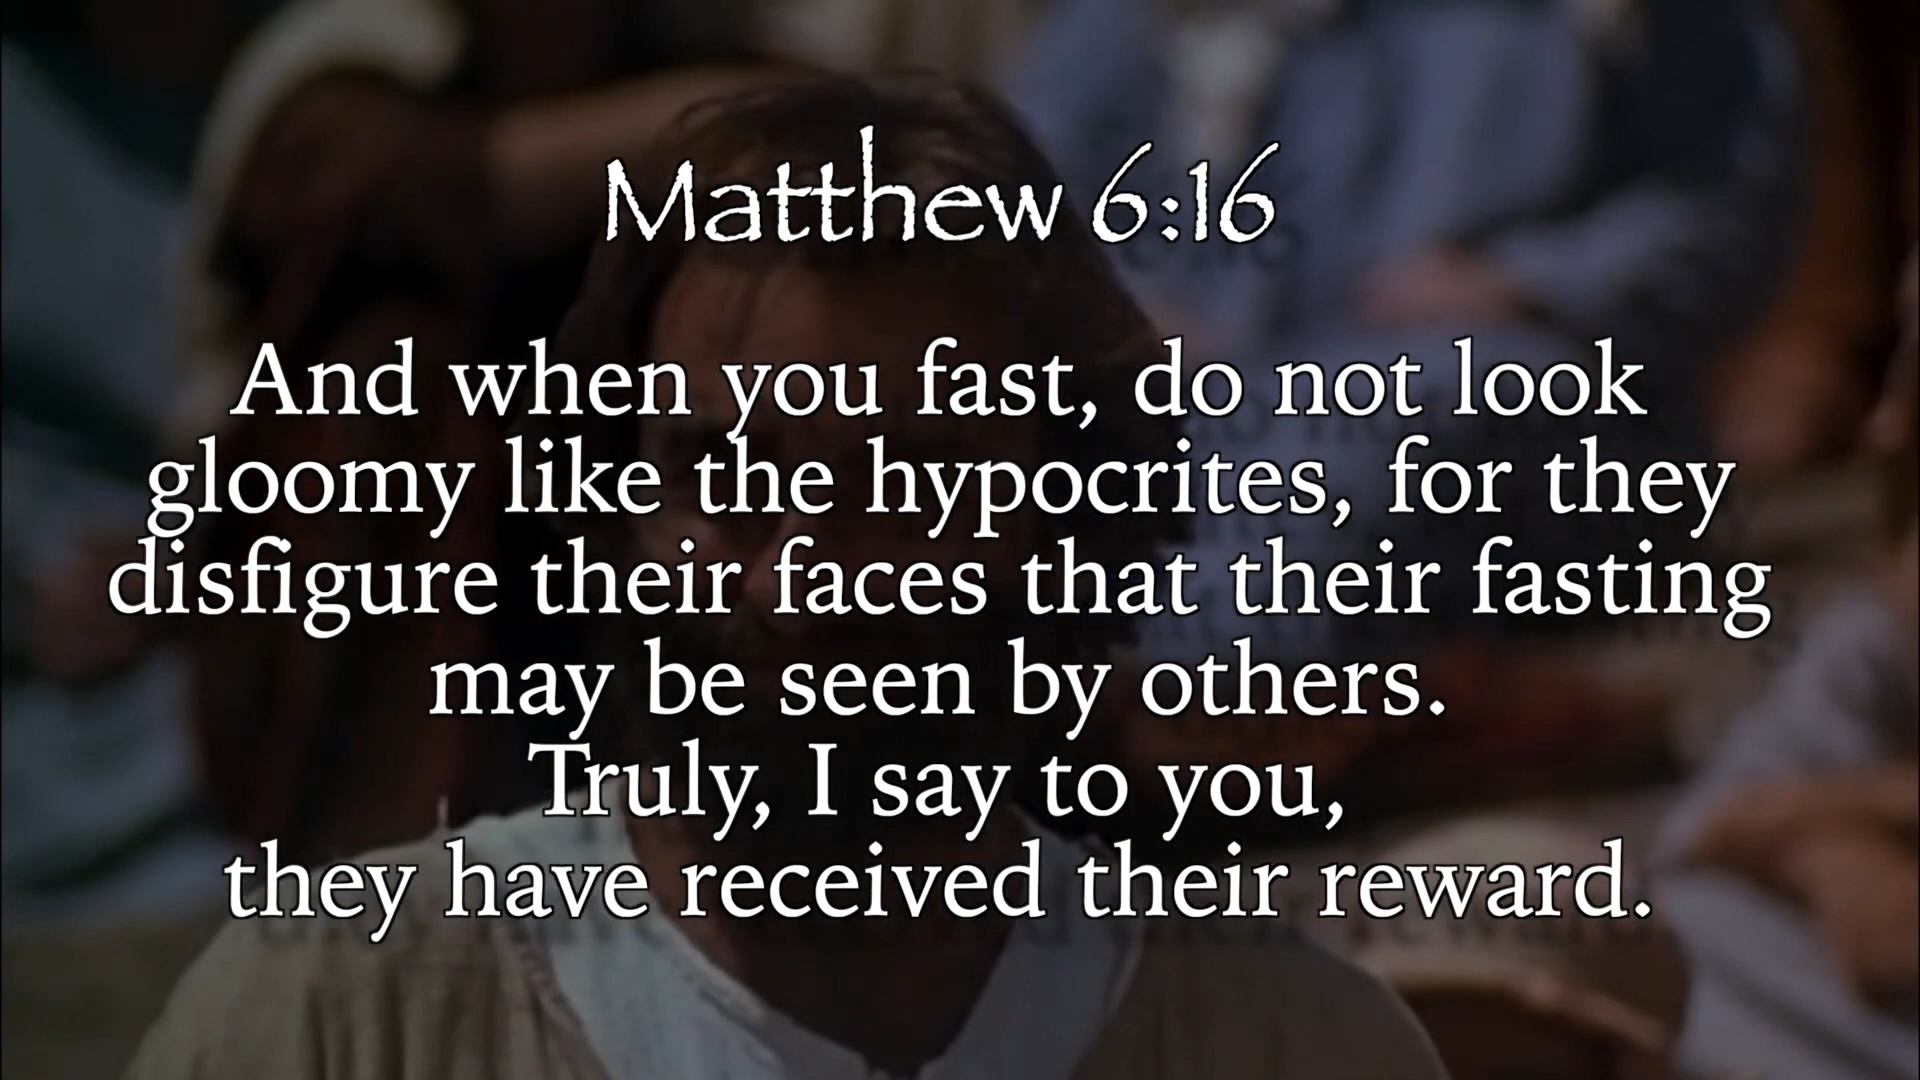 Matthew 6:16
And when you fast, do not look
gloomy like the hypocrites, for they
disfigure their faces that their fasting
may be seen by others.
Truly, I say to you,
they have received their reward.